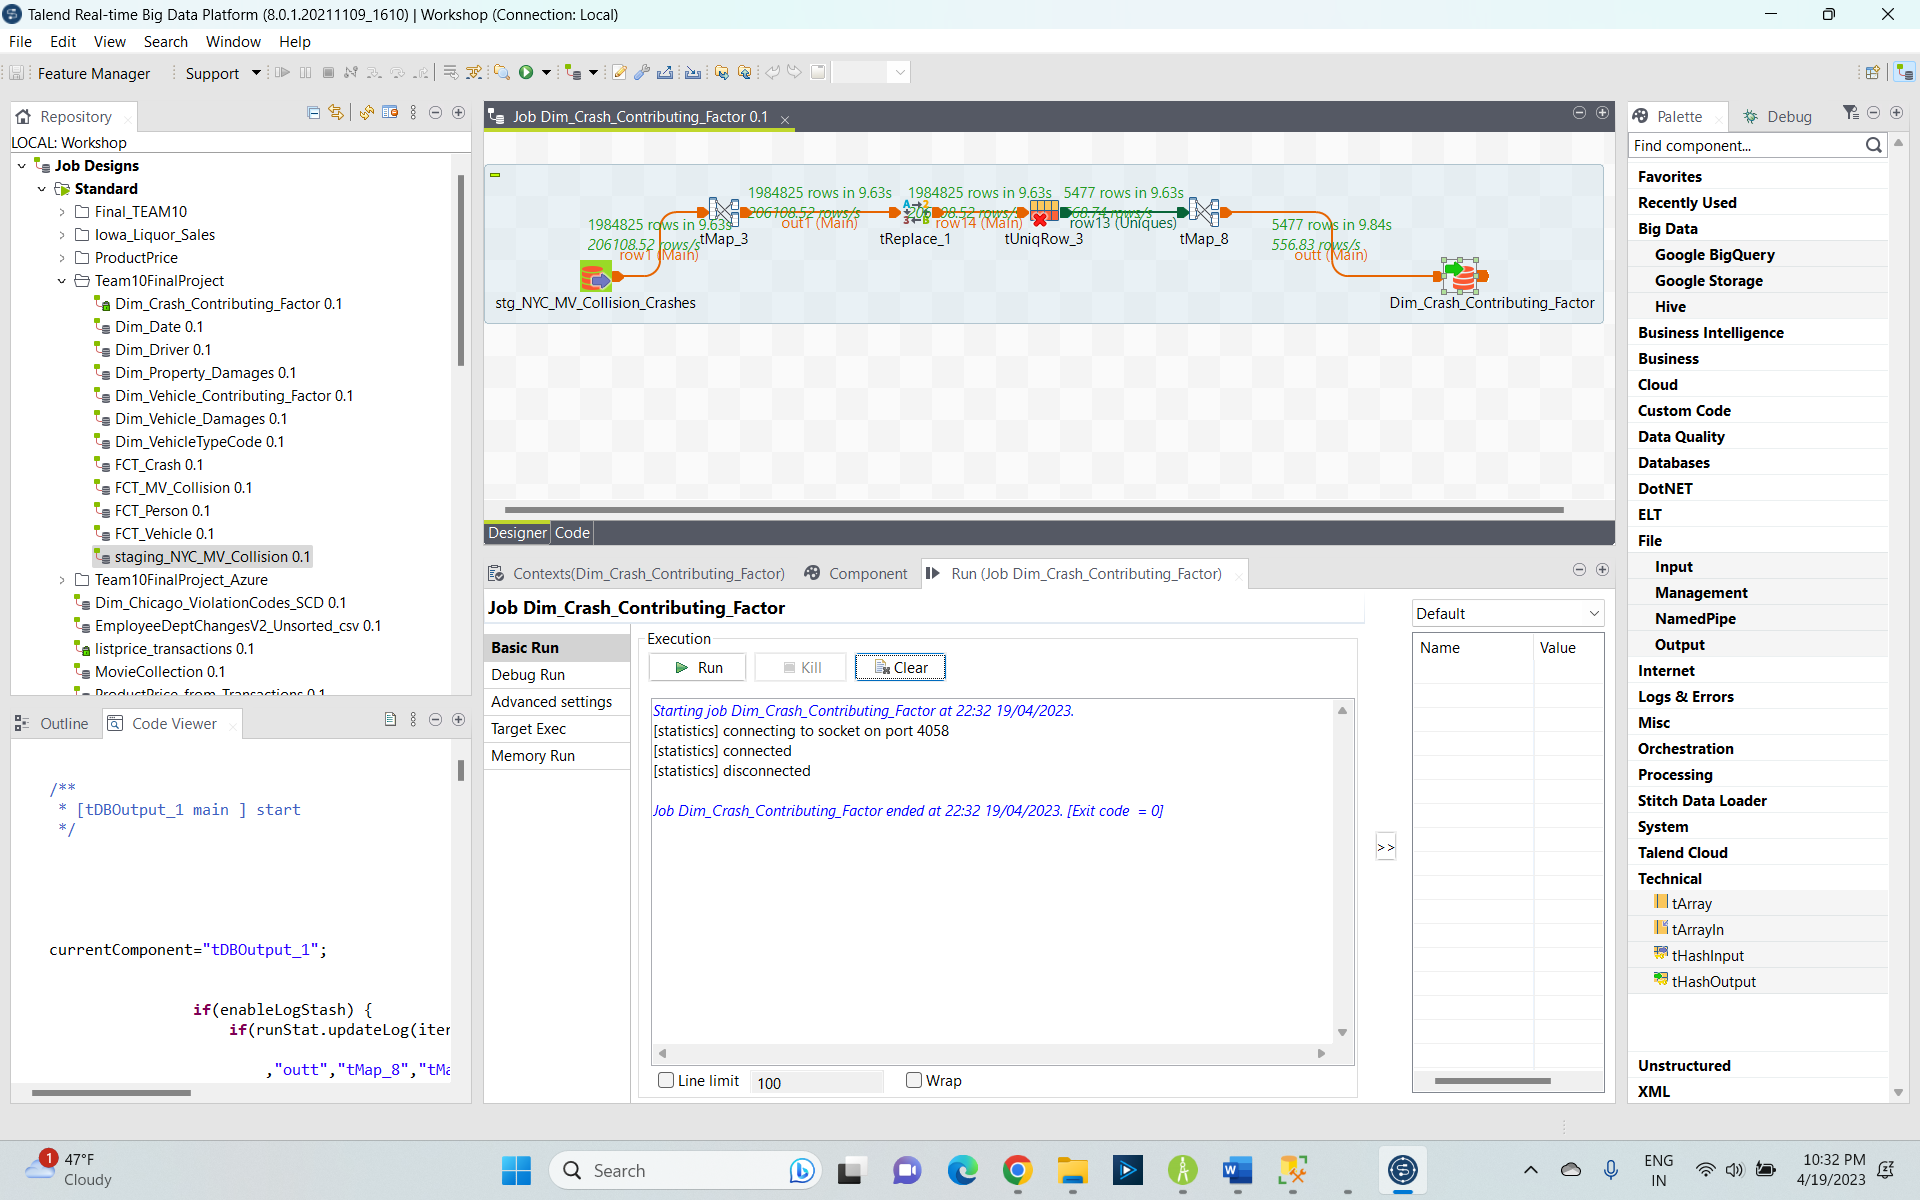 Talend Real-time Big Data Platform (8.0.1.20211109_1610) | Workshop (Connection: Local)
File Edit View Search Window Help
Feature Manager Support
Repository
LOCAL: Workshop
Job Designs
Standard
Final_TEAM10
Iowa_Liquor_Sales
ProductPrice
Team10FinalProject
Dim_Crash_Contributing_Factor 0.1
Dim_Date 0.1
Dim_Driver 0.1
Dim_Property_Damages 0.1
Dim_Vehicle_Contributing_Factor 0.1
Dim_Vehicle_Damages 0.1
Dim_VehicleTypeCode 0.1
FCT_Crash 0.1
FCT_MV_Collision 0.1
FCT_Person 0.1
FCT_Vehicle 0.1
staging_NYC_MV_Collision 0.1
Team10FinalProject_Azure
Dim_Chicago_ViolationCodes_SCD 0.1
EmployeeDeptChangesV2_Unsorted_csv 0.1
listprice_transactions 0.1
MovieCollection 0.1
ProductPrice_from_Transactions 0.1
Outline Code Viewer
/**
* [tDBOutput_1 main ] start
*/
currentComponent="tDBOutput_1";
if(enableLogStash) {
if(runStat.updateLog(iter
,"outt","tMap_8","tMa
Job Dim_Crash_Contributing_Factor 0.1
1984825 rows in 9.63s 1984825 rows in 9.63s 5477 rows in 9.63s
206108.52 rows/s 206108.52 rows/s 568.74 rows/s
out1 (Main) row14 (Main) row13 (Uniques)
1984825 rows in 9.63s
206108.52 rows/s
row1 (Main)
tMap_3 tReplace_1 tUniqRow_3 tMap_8
5477 rows in 9.84s
556.83 rows/s
outt (Main)
stg_NYC_MV_Collision_Crashes
Dim_Crash_Contributing_Factor
Designer Code
Contexts(Dim_Crash_Contributing_Factor) Component Run (Job Dim_Crash_Contributing_Factor)
Job Dim_Crash_Contributing_Factor
Basic Run
Debug Run
Advanced settings
Target Exec
Memory Run
Execution
Run Kill Clear
Starting job Dim_Crash_Contributing_Factor at 22:32 19/04/2023.
[statistics] connecting to socket on port 4058
[statistics] connected
[statistics] disconnected
Job Dim_Crash_Contributing_Factor ended at 22:32 19/04/2023. [Exit code  = 0]
Line limit 100 Wrap
>>
Default
Name Value
Palette Debug
Find component...
Favorites
Recently Used
Big Data
Google BigQuery
Google Storage
Hive
Business Intelligence
Business
Cloud
Custom Code
Data Quality
Databases
DotNET
ELT
File
Input
Management
NamedPipe
Output
Internet
Logs & Errors
Misc
Orchestration
Processing
Stitch Data Loader
System
Talend Cloud
Technical
tArray
tArrayIn
tHashInput
tHashOutput
Unstructured
XML
1
47°F
Cloudy
Search
ENG
IN
10:32 PM
4/19/2023